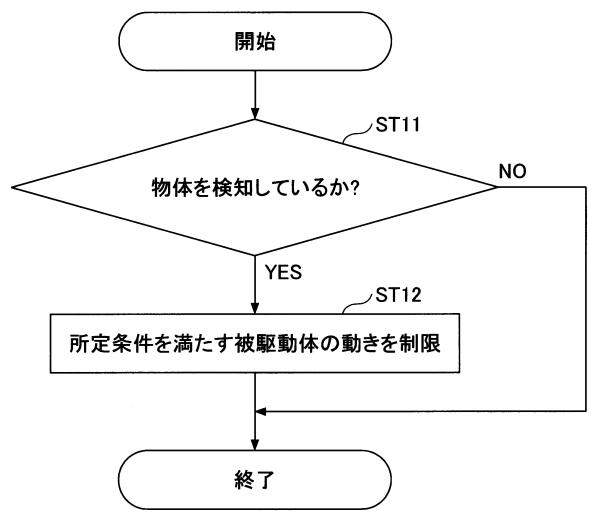 開始
ST11
物体を検知しているか?
NO
YES
ST12
所定条件を満たす被駆動体の動きを制限
終了